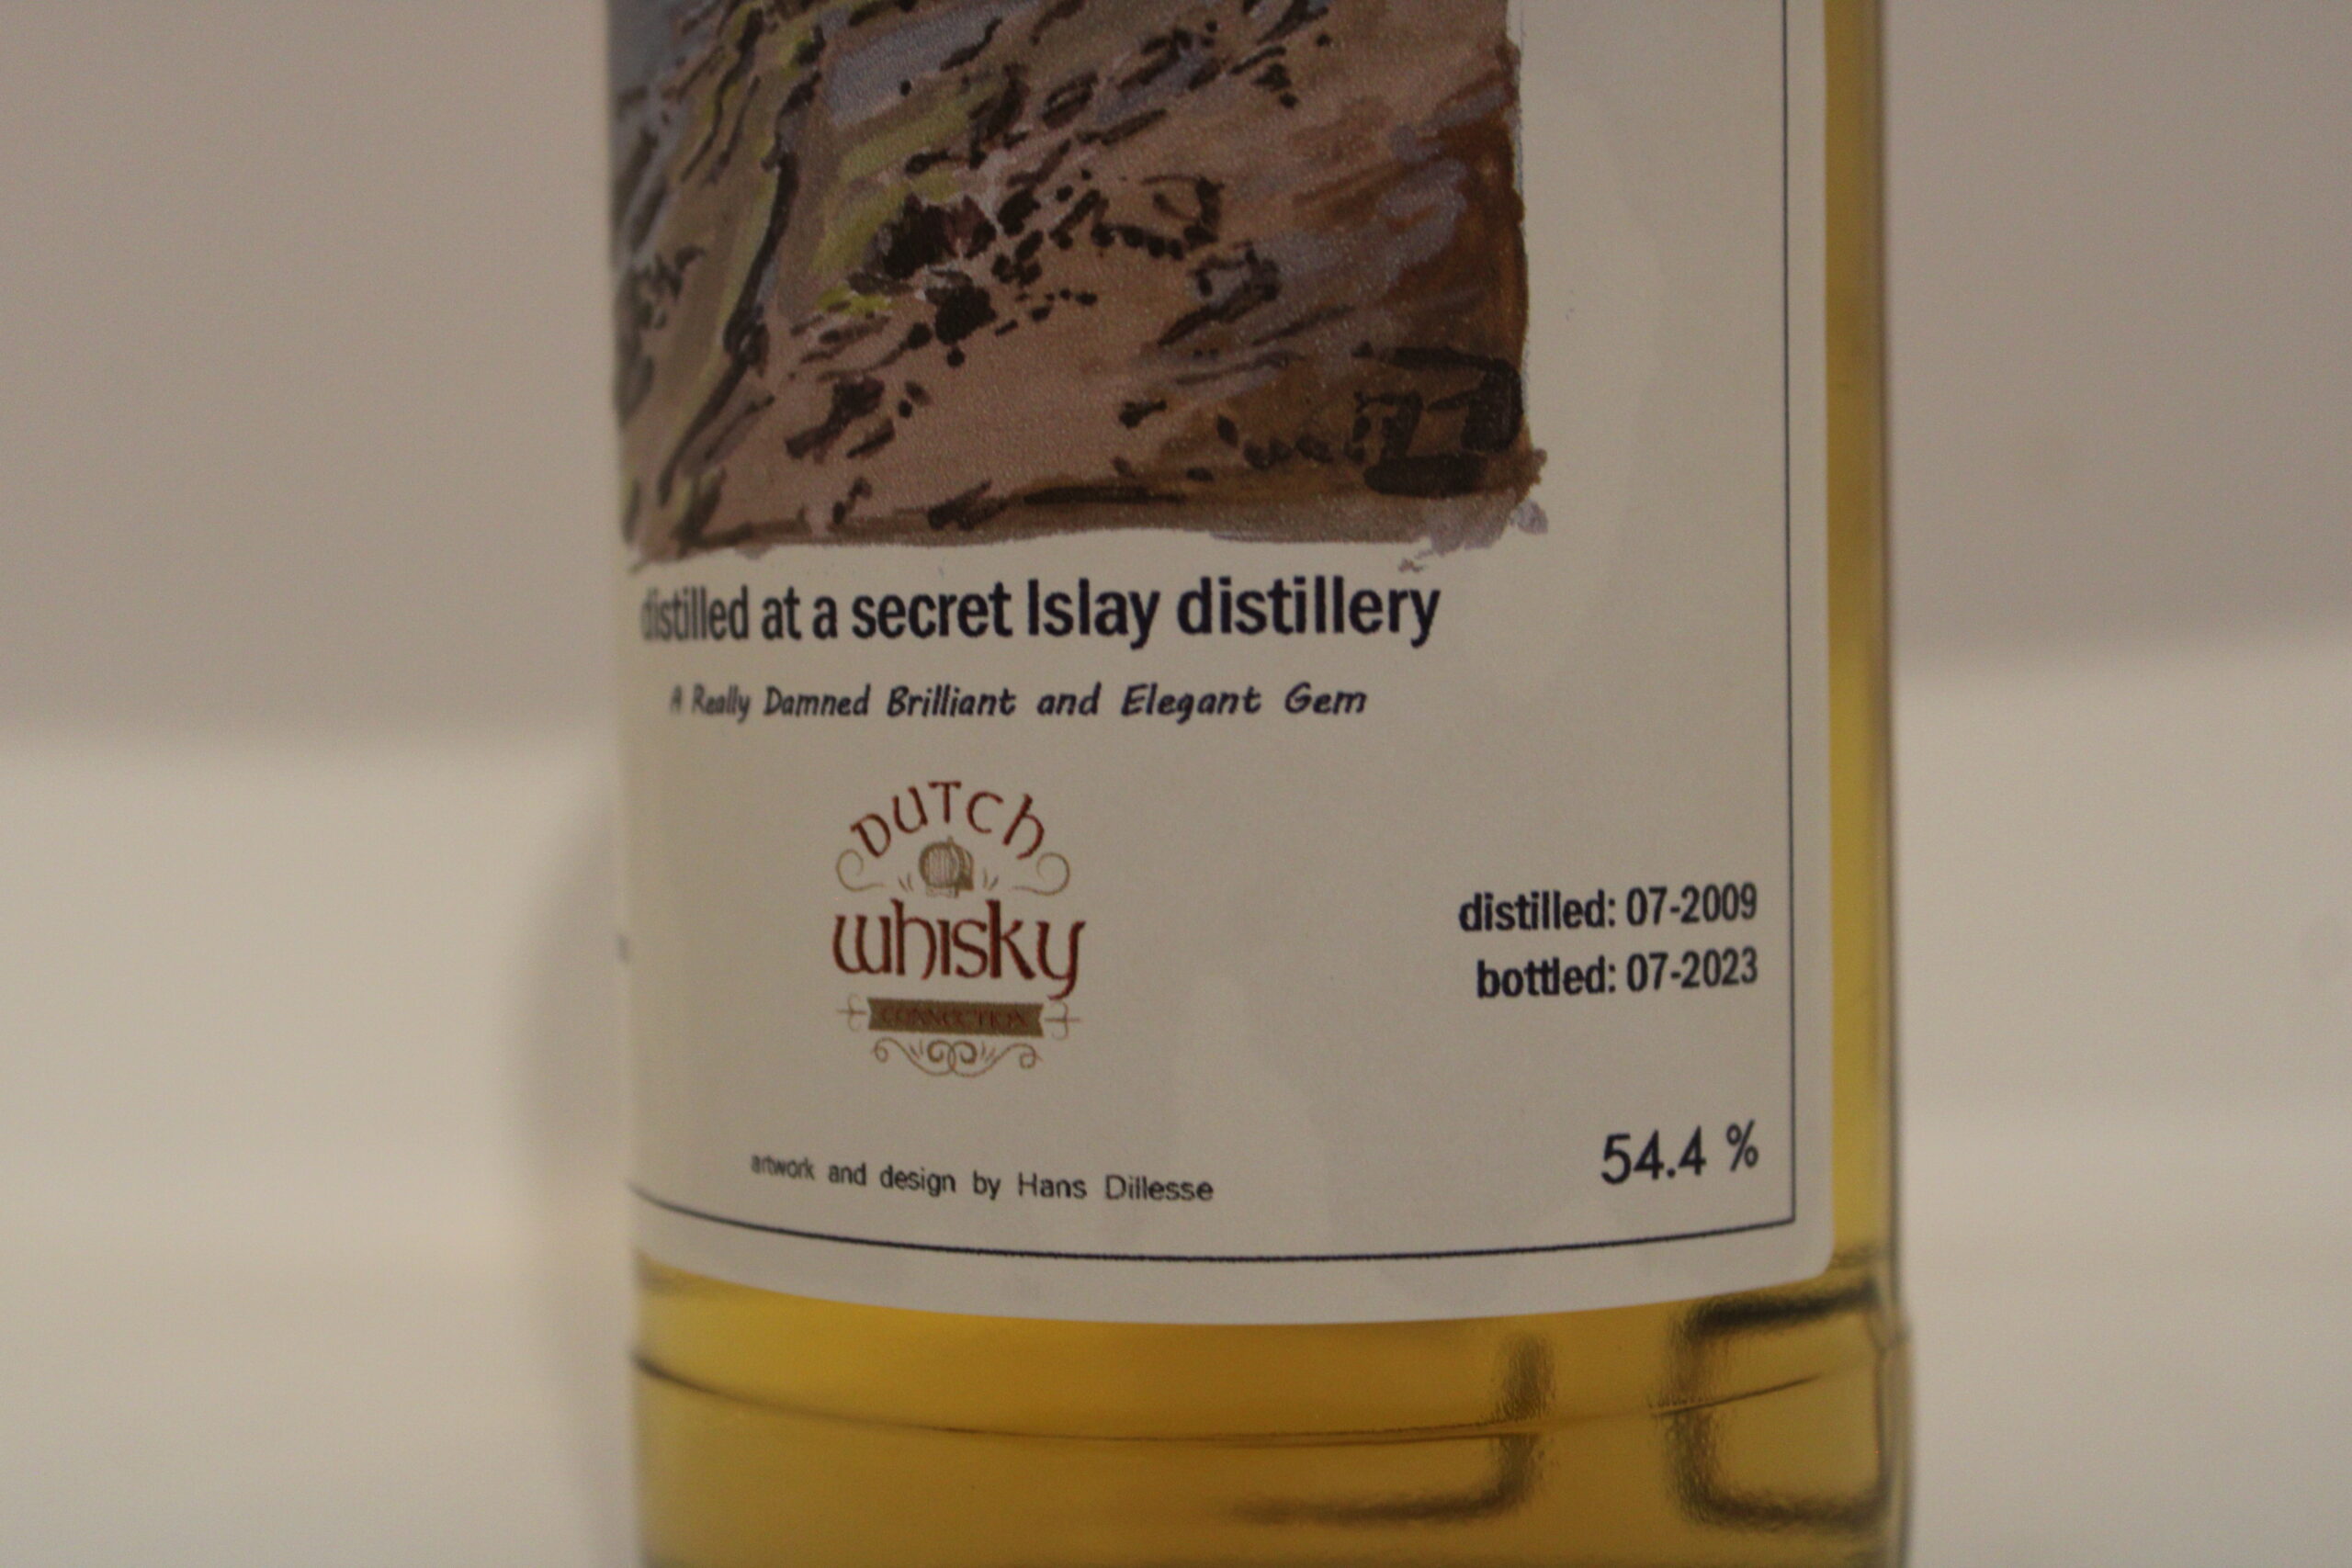 distilled at a secret Islay distillery
A Really Damned Brilliant and Elegant Gem
DUTCH
whisky
CONNECTION
distilled: 07-2009
bottled: 07-2023
artwork and design by Hans Dillesse
54.4 %